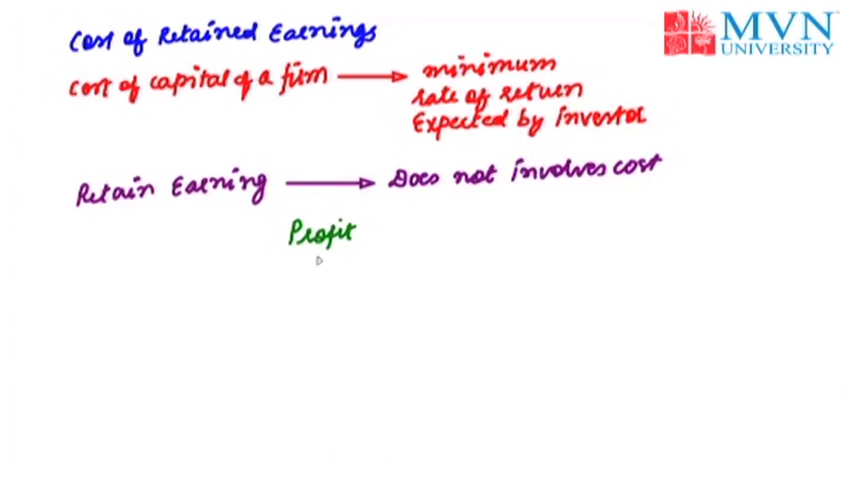 Cost of Retained Earnings
MVN
UNIVERSITY
Cost of capital of a firm → minimum
rate of return
Expected by investor
Retain Earning → Does not involves cost
Profit